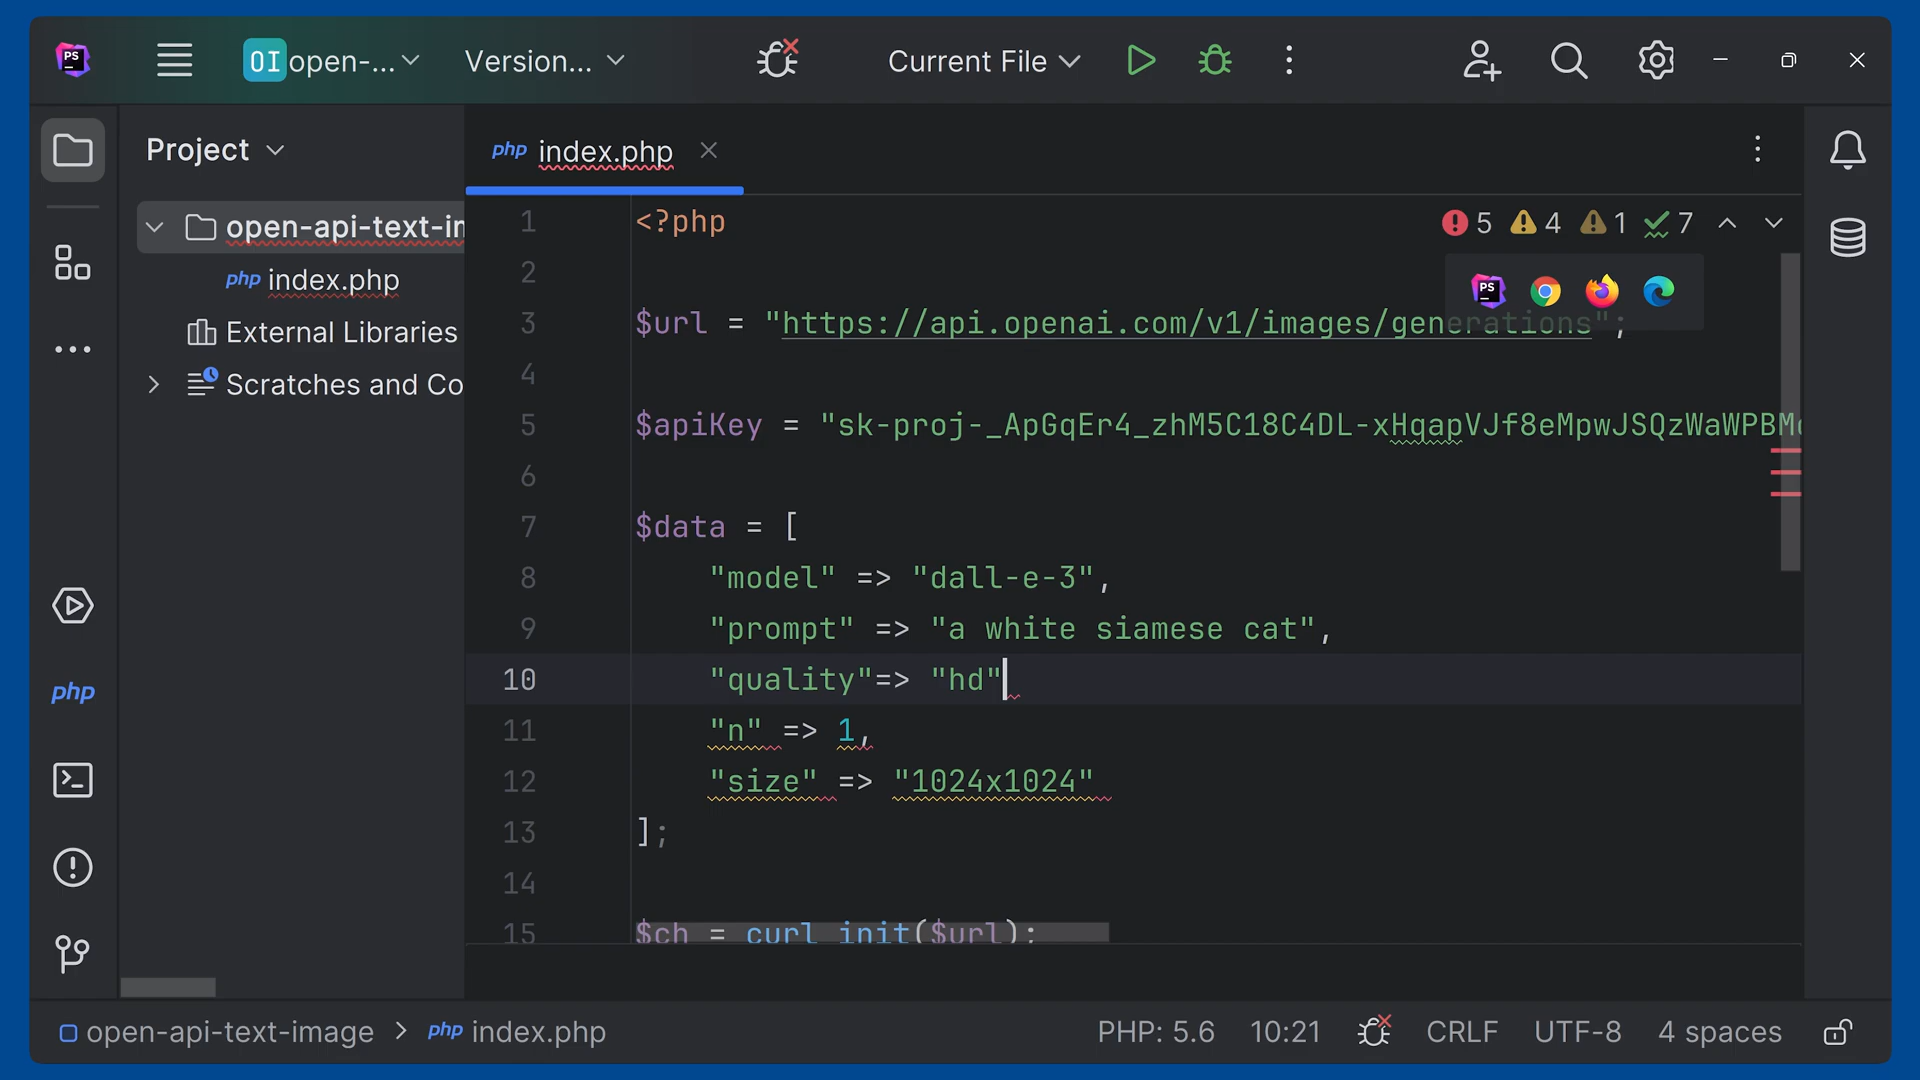 PS OI open-... Version... Current File
Project
php index.php
open-api-text-in
php index.php
External Libraries
Scratches and Co
5 4 1 7
PS
1 <?php
2
3 $url = "https://api.openai.com/v1/images/generations";
4
5 $apiKey = "sk-proj-_ApGqEr4_zhM5C18C4DL-xHqapVJf8eMpwJSQzWaWPBM
6
7 $data = [
8 "model" => "dall-e-3",
9 "prompt" => "a white siamese cat",
10 "quality"=> "hd"
11 "n" => 1,
12 "size" => "1024x1024"
13 ];
14
15 $ch = curl_init($url);
php
open-api-text-image > php index.php PHP: 5.6 10:21 CRLF UTF-8 4 spaces